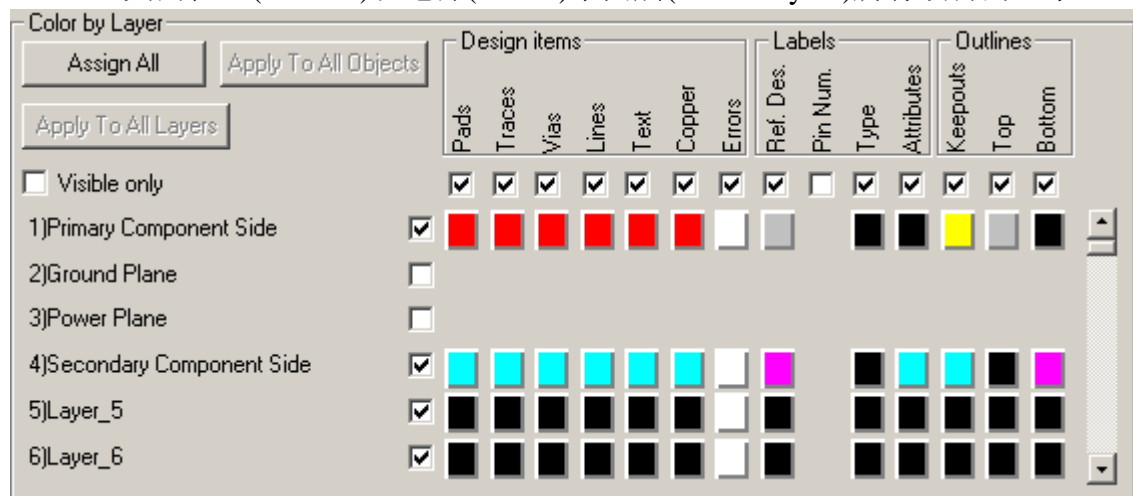 Color by Layer
Assign All
Apply To All Objects
Apply To All Layers
Design items
Labels
Outlines
Pads
Traces
Vias
Lines
Text
Copper
Errors
Ref. Des.
Pin Num.
Type
Attributes
Keepouts
Top
Bottom
Visible only
1)Primary Component Side
2)Ground Plane
3)Power Plane
4)Secondary Component Side
5)Layer_5
6)Layer_6